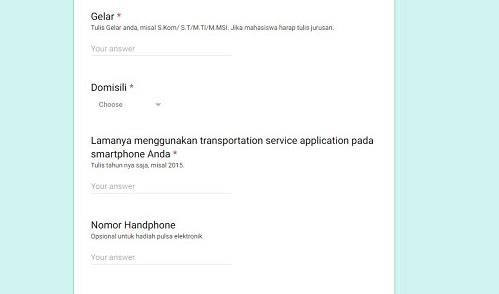 Gelar *
Tulis Gelar anda, misal S.Kom/ S.T/M.TI/M.MSI. Jika mahasiswa harap tulis jurusan.
Your answer
Domisili *
Choose
Lamanya menggunakan transportation service application pada
smartphone Anda *
Tulis tahun nya saja, misal 2015.
Your answer
Nomor Handphone
Opsional untuk hadiah pulsa elektronik
Your answer